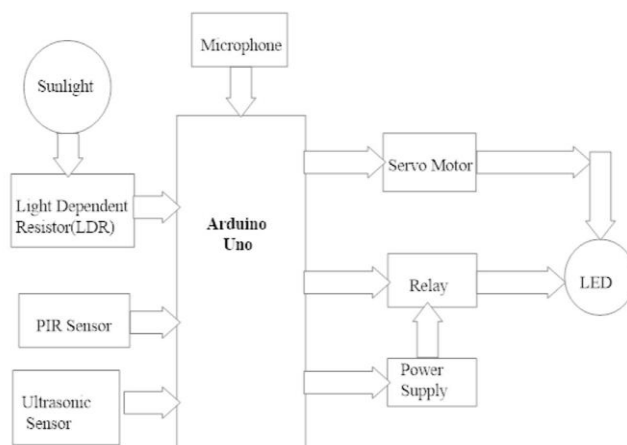 Microphone
Sunlight
Light Dependent
Resistor(LDR)
Arduino
Uno
Servo Motor
PIR Sensor
Relay
LED
Ultrasonic
Sensor
Power
Supply